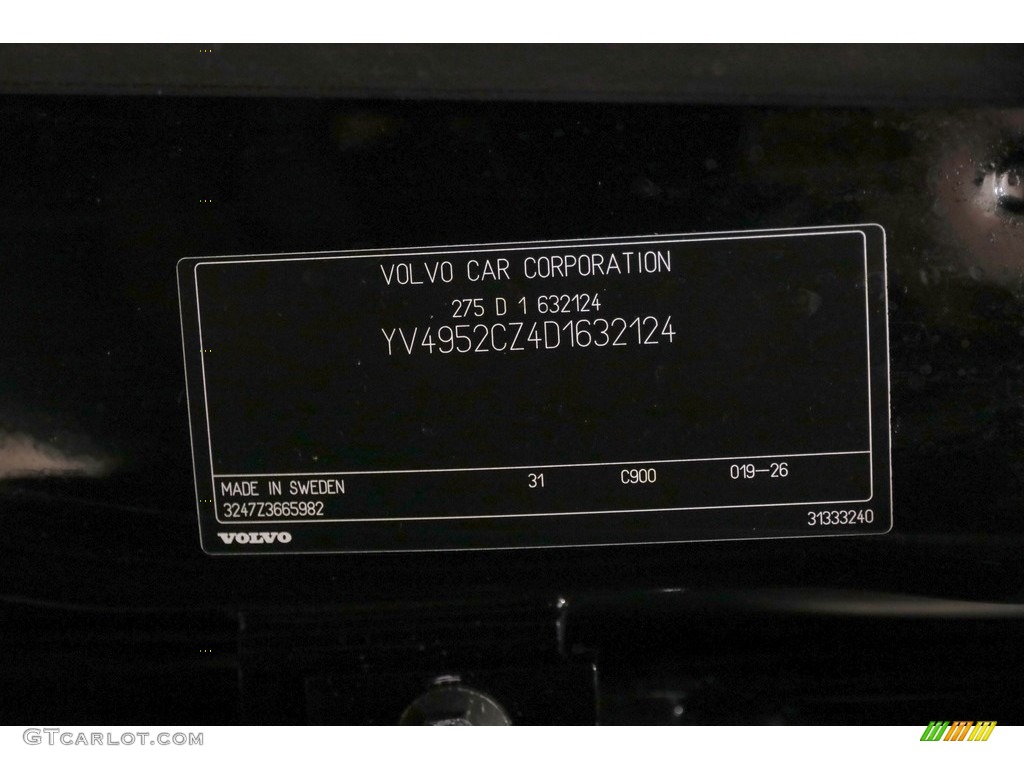 VOLVO CAR CORPORATION
275 D 1 632124
YV4952CZ4D1632124
MADE IN SWEDEN 31 C900 019-26
3247Z3665982
VOLVO 31333240
GTCARLOT.COM